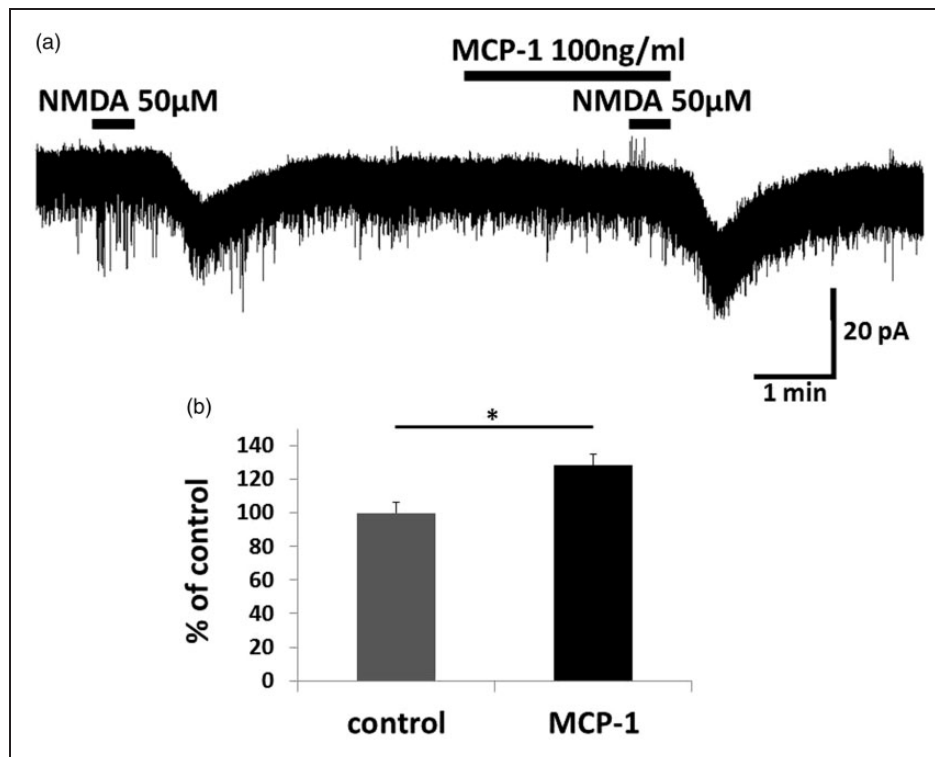 (a)
MCP-1 100ng/ml
NMDA 50µM
NMDA 50µM
20 pA
1 min
(b)
*
140
120
100
80
60
40
20
0
% of control
control
MCP-1